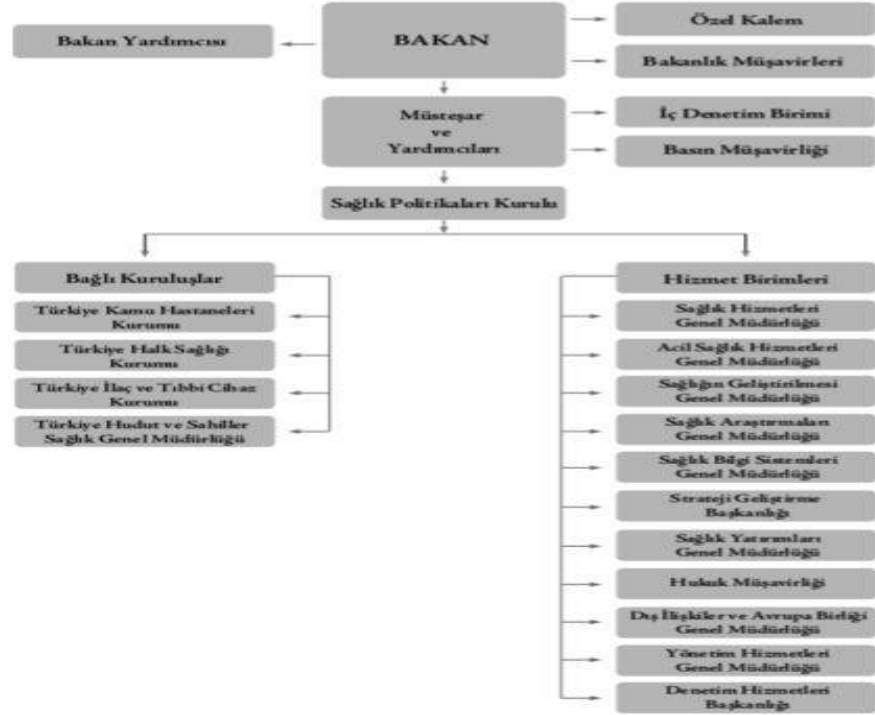 Özel Kalem
Bakan Yardımcısı
BAKAN
Bakanlık Müşavirleri
Müsteşar
ve
Yardımcıları
İç Denetim Birimi
Basın Müşavirliği
Sağlık Politikaları Kurulu
Bağlı Kuruluşlar
Türkiye Kamu Hastaneleri
Kurumu
Türkiye Halk Sağlığı
Kurumu
Türkiye İlaç ve Tıbbi Cihaz
Kurumu
Türkiye Hudut ve Sahiller
Sağlık Genel Müdürlüğü
Hizmet Birimleri
Sağlık Hizmetleri
Genel Müdürlüğü
Acil Sağlık Hizmetleri
Genel Müdürlüğü
Sağlığın Geliştirilmesi
Genel Müdürlüğü
Sağlık Araştırmaları
Genel Müdürlüğü
Sağlık Bilgi Sistemleri
Genel Müdürlüğü
Strateji Geliştirme
Başkanlığı
Sağlık Yatırımları
Genel Müdürlüğü
Hukuk Müşavirliği
Dış İlişkiler ve Avrupa Birliği
Genel Müdürlüğü
Yönetim Hizmetleri
Genel Müdürlüğü
Denetim Hizmetleri
Başkanlığı